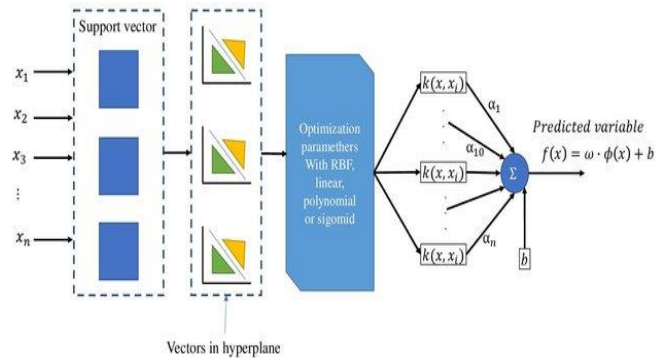 Support vector
x₁
x₂
x₃
⋮
xₙ
Vectors in hyperplane
Optimization
paramethers
With RBF,
linear,
polynomial
or sigomid
k(x, xᵢ)
k(x, xᵢ)
k(x, xᵢ)
α₁
α₁₀
αₙ
Σ
b
Predicted variable
f(x) = ω · ϕ(x) + b